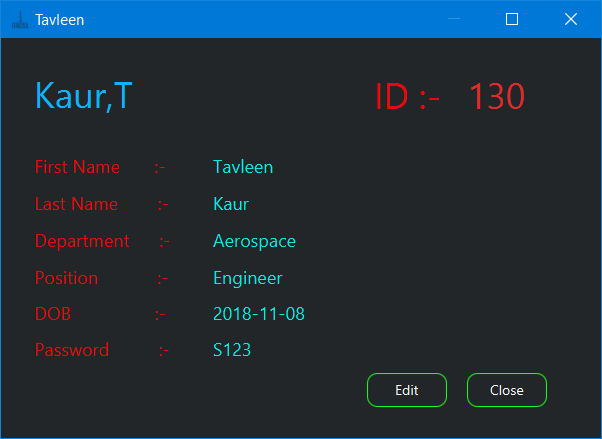 Tavleen
Kaur,T ID :- 130
First Name :- Tavleen
Last Name :- Kaur
Department :- Aerospace
Position :- Engineer
DOB :- 2018-11-08
Password :- S123
Edit Close